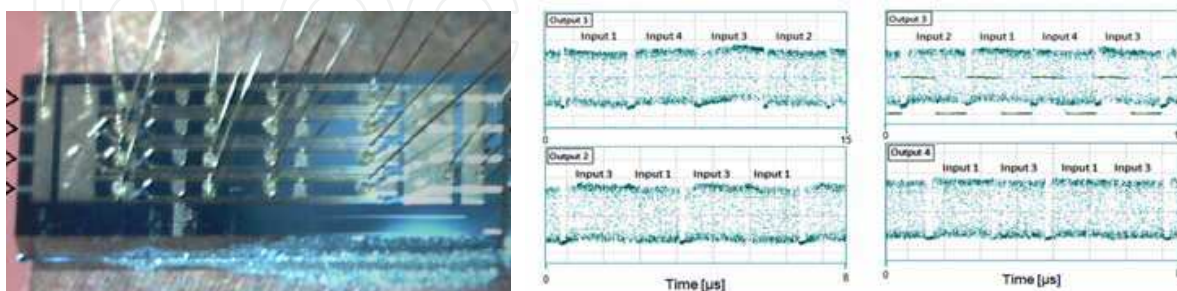 Output 1
Input 1 Input 4 Input 3 Input 2
0 15
Output 2
Input 3 Input 1 Input 3 Input 1
0 8
Time [µs]
Output 3
Input 2 Input 1 Input 4 Input 3
0
Output 4
Input 1 Input 3 Input 1 Input 3
0
Time [µs]